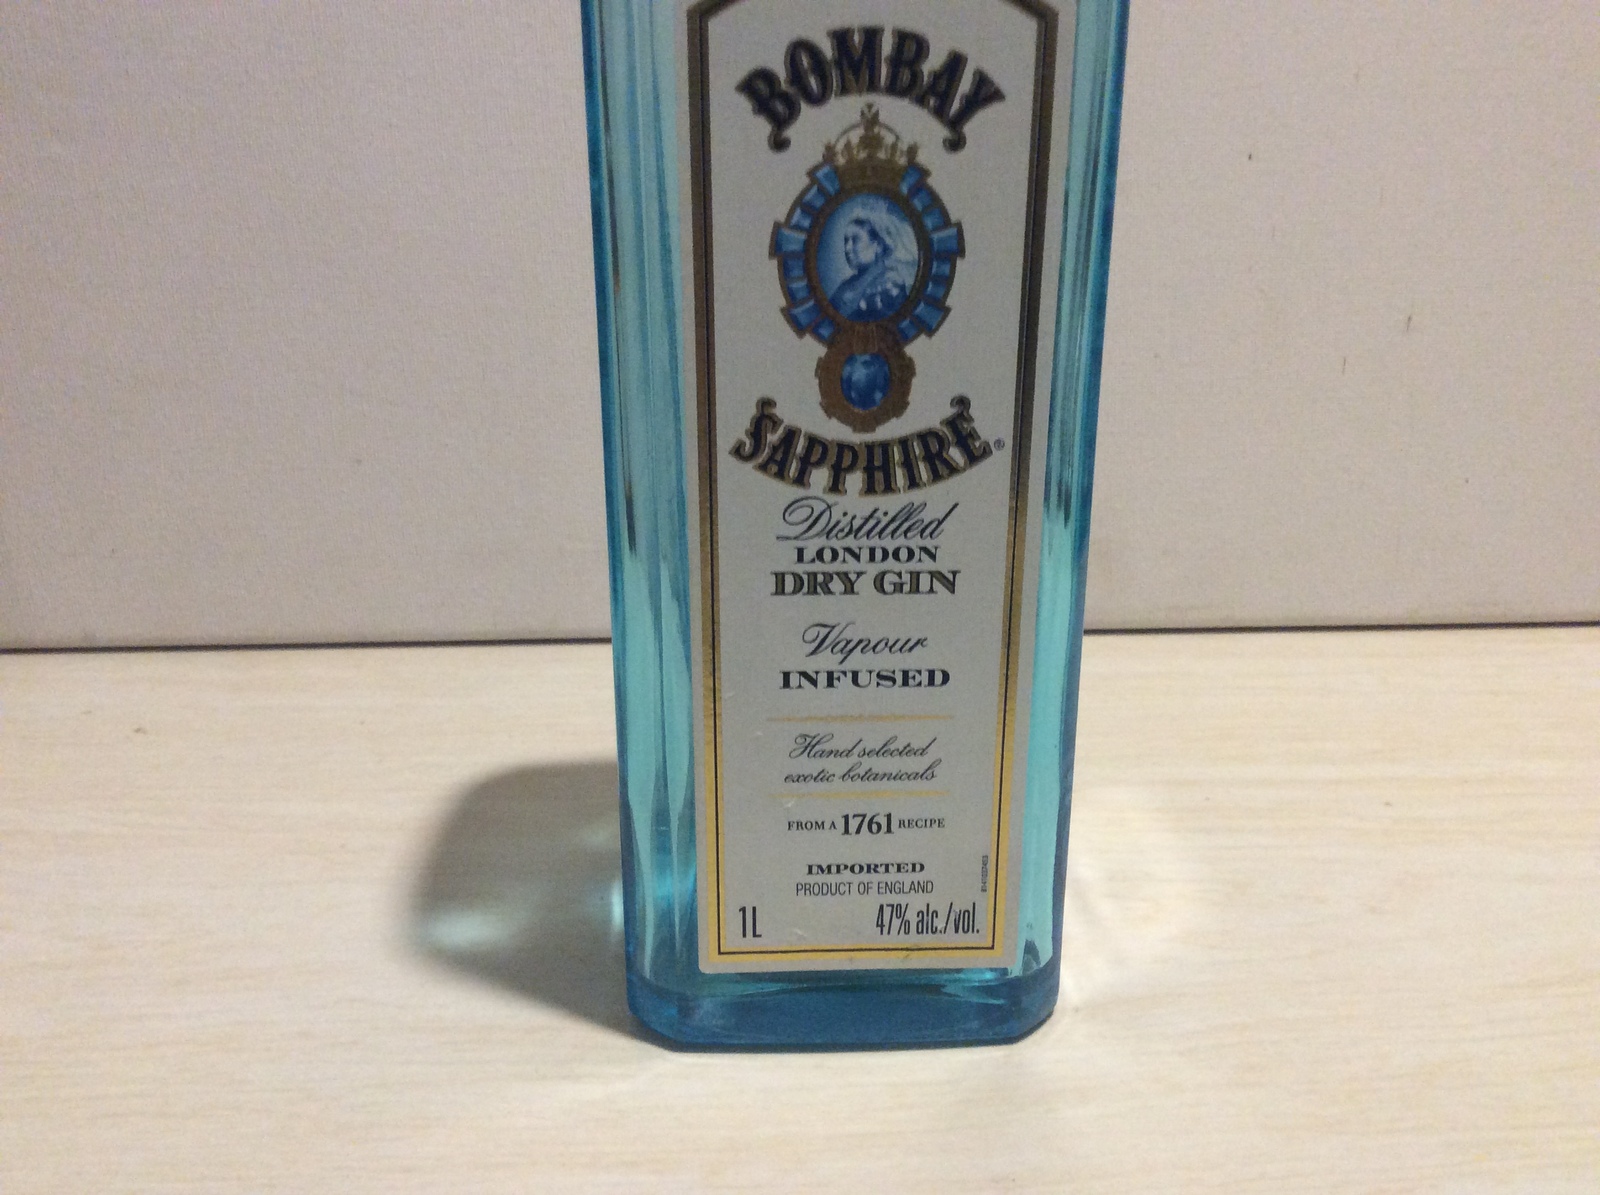 BOMBAY
SAPPHIRE®
Distilled
LONDON
DRY GIN
Vapour
INFUSED
Hand selected
exotic botanicals
FROM A 1761 RECIPE
IMPORTED
PRODUCT OF ENGLAND
1L 47% alc./vol.